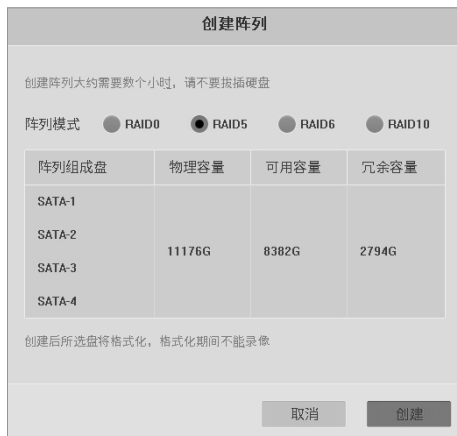 创建阵列
创建阵列大约需要数个小时，请不要拔插硬盘
阵列模式 RAID0 RAID5 RAID6 RAID10
阵列组成盘 物理容量 可用容量 冗余容量
SATA-1
SATA-2
11176G 8382G 2794G
SATA-3
SATA-4
创建后所选盘将格式化，格式化期间不能录像
取消 创建